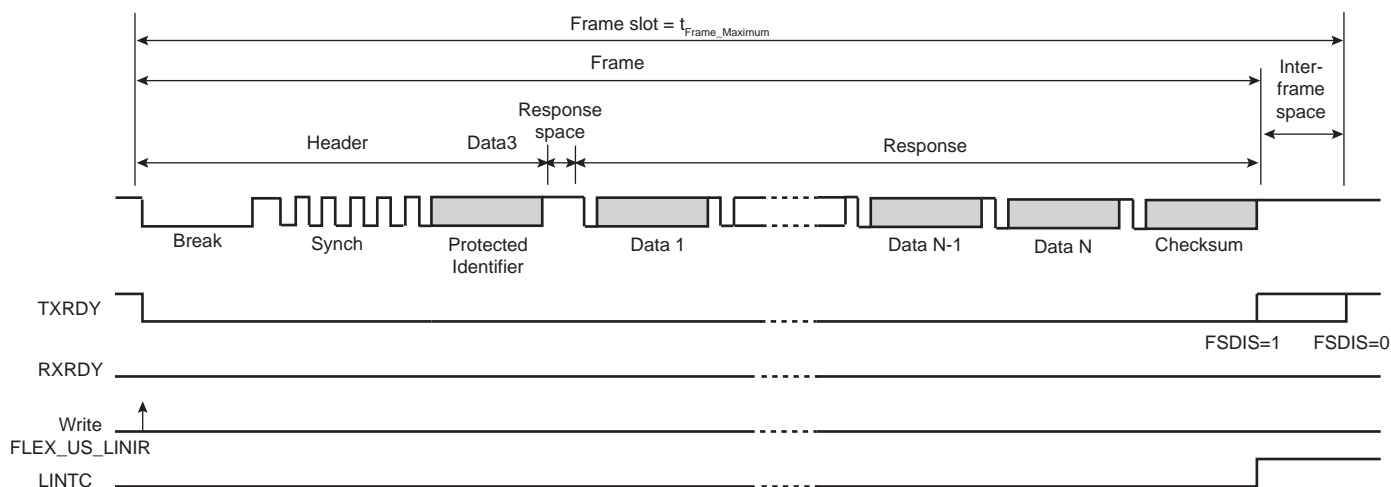 Frame slot = tFrame_Maximum
Frame
Inter-
frame
space
Response
space
Header
Data3
Response
Break
Synch
Protected
Identifier
Data 1
Data N-1
Data N
Checksum
TXRDY
FSDIS=1
FSDIS=0
RXRDY
Write
FLEX_US_LINIR
LINTC